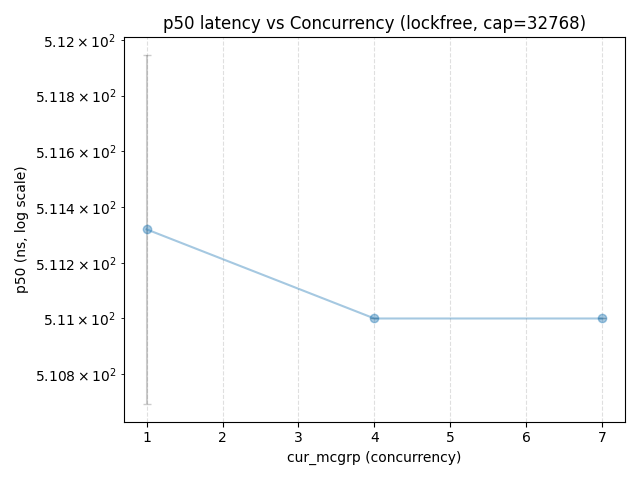 p50 latency vs Concurrency (lockfree, cap=32768)
p50 (ns, log scale)
5.12 × 10²
5.118 × 10²
5.116 × 10²
5.114 × 10²
5.112 × 10²
5.11 × 10²
5.108 × 10²
1 2 3 4 5 6 7
cur_mcgrp (concurrency)